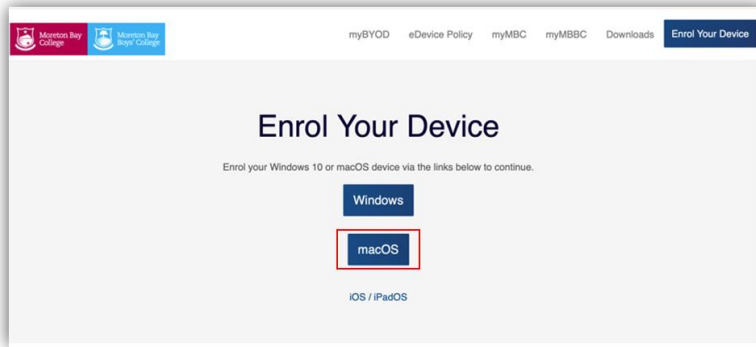 Moreton Bay
College
Moreton Bay
Boys' College
myBYOD eDevice Policy myMBC myMBBC Downloads Enrol Your Device
Enrol Your Device
Enrol your Windows 10 or macOS device via the links below to continue.
Windows
macOS
iOS / iPadOS